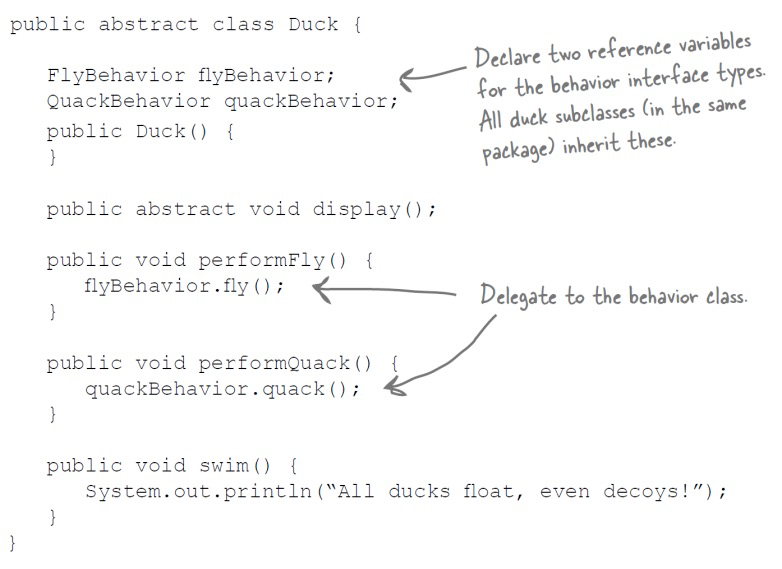 public abstract class Duck {
FlyBehavior flyBehavior;
QuackBehavior quackBehavior;
public Duck() {
}
Declare two reference variables
for the behavior interface types.
All duck subclasses (in the same
package) inherit these.
public abstract void display();
public void performFly() {
flyBehavior.fly();
}
Delegate to the behavior class.
public void performQuack() {
quackBehavior.quack();
}
public void swim() {
System.out.println(“All ducks float, even decoys!”);
}
}